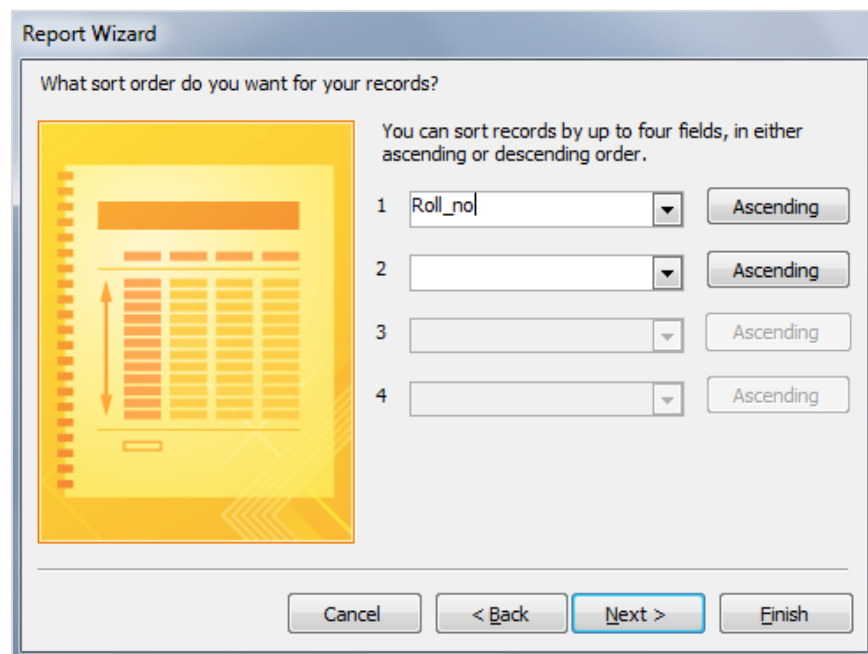 Report Wizard
What sort order do you want for your records?
You can sort records by up to four fields, in either
ascending or descending order.
1 Roll_no Ascending
2 Ascending
3 Ascending
4 Ascending
Cancel < Back Next > Finish